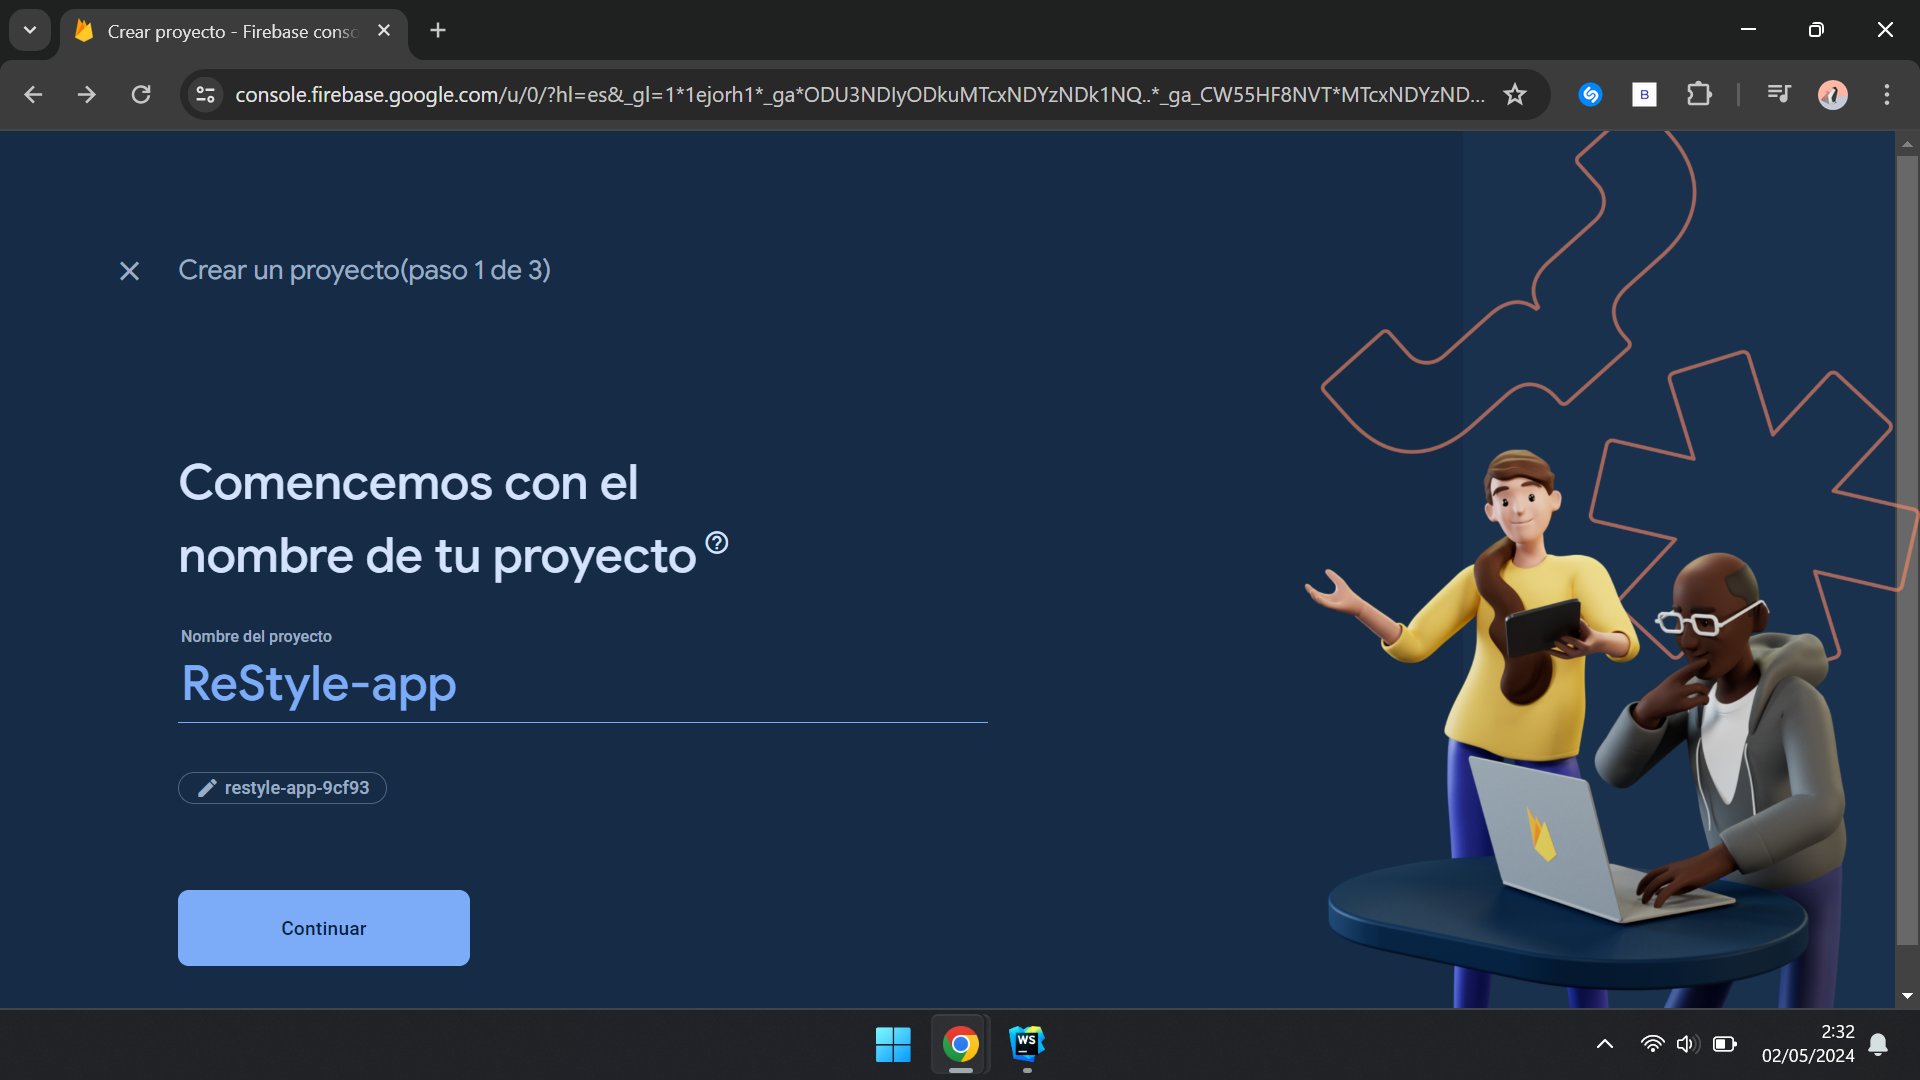 Crear proyecto - Firebase conso
console.firebase.google.com/u/0/?hl=es&_gl=1*1ejorh1*_ga*ODU3NDIyODkuMTcxNDYzNDk1NQ..*_ga_CW55HF8NVT*MTcxNDYzND...
B
Crear un proyecto(paso 1 de 3)
Comencemos con el
nombre de tu proyecto
Nombre del proyecto
ReStyle-app
restyle-app-9cf93
Continuar
WS
2:32
02/05/2024